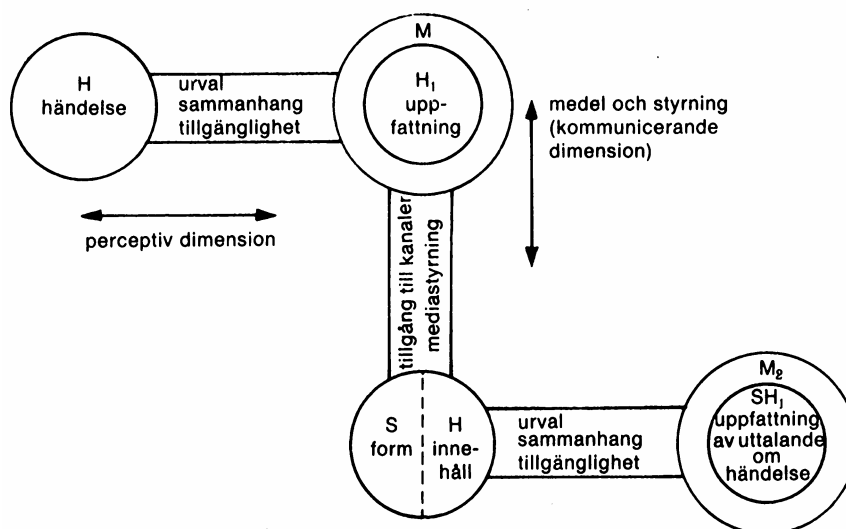 H
händelse
urval
sammanhang
tillgänglighet
M
H₁
upp-
fattning
medel och styrning
(kommunicerande
dimension)
perceptiv dimension
tillgång till kanaler
mediastyrning
S
form
H
inne-
håll
urval
sammanhang
tillgänglighet
M₂
SH₁
uppfattning
av uttalande
om
händelse